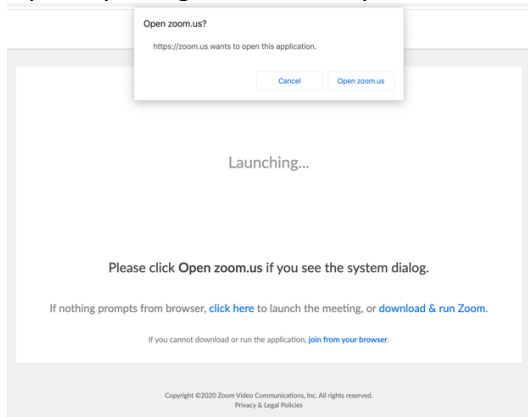 Open zoom.us?
https://zoom.us wants to open this application.
Cancel Open zoom.us
Launching...
Please click Open zoom.us if you see the system dialog.
If nothing prompts from browser, click here to launch the meeting, or download & run Zoom.
If you cannot download or run the application, join from your browser.
Copyright ©2020 Zoom Video Communications, Inc. All rights reserved.
Privacy & Legal Policies